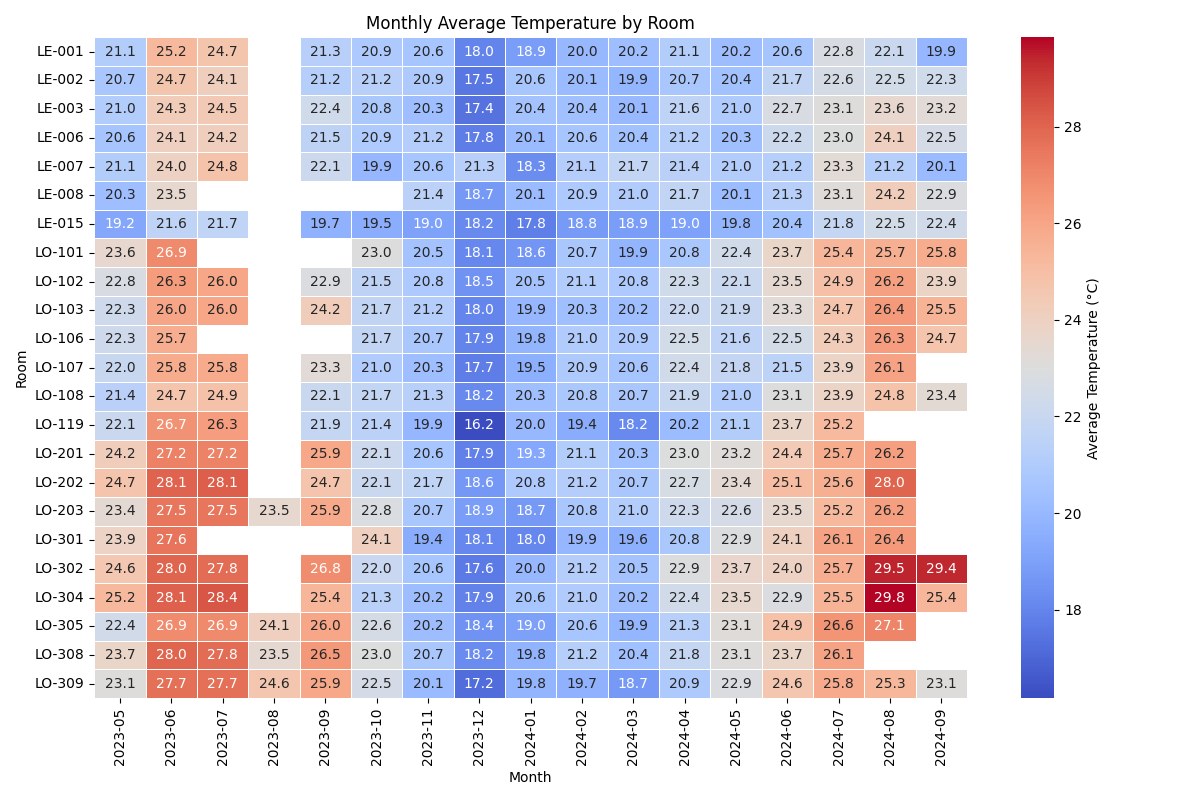 Monthly Average Temperature by Room
LE-001 21.1 25.2 24.7 21.3 20.9 20.6 18.0 18.9 20.0 20.2 21.1 20.2 20.6 22.8 22.1 19.9
LE-002 20.7 24.7 24.1 21.2 21.2 20.9 17.5 20.6 20.1 19.9 20.7 20.4 21.7 22.6 22.5 22.3
LE-003 21.0 24.3 24.5 22.4 20.8 20.3 17.4 20.4 20.4 20.1 21.6 21.0 22.7 23.1 23.6 23.2
LE-006 20.6 24.1 24.2 21.5 20.9 21.2 17.8 20.1 20.6 20.4 21.2 20.3 22.2 23.0 24.1 22.5
LE-007 21.1 24.0 24.8 22.1 19.9 20.6 21.3 18.3 21.1 21.7 21.4 21.0 21.2 23.3 21.2 20.1
LE-008 20.3 23.5 21.4 18.7 20.1 20.9 21.0 21.7 20.1 21.3 23.1 24.2 22.9
LE-015 19.2 21.6 21.7 19.7 19.5 19.0 18.2 17.8 18.8 18.9 19.0 19.8 20.4 21.8 22.5 22.4
LO-101 23.6 26.9 23.0 20.5 18.1 18.6 20.7 19.9 20.8 22.4 23.7 25.4 25.7 25.8
LO-102 22.8 26.3 26.0 22.9 21.5 20.8 18.5 20.5 21.1 20.8 22.3 22.1 23.5 24.9 26.2 23.9
LO-103 22.3 26.0 26.0 24.2 21.7 21.2 18.0 19.9 20.3 20.2 22.0 21.9 23.3 24.7 26.4 25.5
LO-106 22.3 25.7 21.7 20.7 17.9 19.8 21.0 20.9 22.5 21.6 22.5 24.3 26.3 24.7
LO-107 22.0 25.8 25.8 23.3 21.0 20.3 17.7 19.5 20.9 20.6 22.4 21.8 21.5 23.9 26.1
LO-108 21.4 24.7 24.9 22.1 21.7 21.3 18.2 20.3 20.8 20.7 21.9 21.0 23.1 23.9 24.8 23.4
LO-119 22.1 26.7 26.3 21.9 21.4 19.9 16.2 20.0 19.4 18.2 20.2 21.1 23.7 25.2
LO-201 24.2 27.2 27.2 25.9 22.1 20.6 17.9 19.3 21.1 20.3 23.0 23.2 24.4 25.7 26.2
LO-202 24.7 28.1 28.1 24.7 22.1 21.7 18.6 20.8 21.2 20.7 22.7 23.4 25.1 25.6 28.0
LO-203 23.4 27.5 27.5 23.5 25.9 22.8 20.7 18.9 18.7 20.8 21.0 22.3 22.6 23.5 25.2 26.2
LO-301 23.9 27.6 24.1 19.4 18.1 18.0 19.9 19.6 20.8 22.9 24.1 26.1 26.4
LO-302 24.6 28.0 27.8 26.8 22.0 20.6 17.6 20.0 21.2 20.5 22.9 23.7 24.0 25.7 29.5 29.4
LO-304 25.2 28.1 28.4 25.4 21.3 20.2 17.9 20.6 21.0 20.2 22.4 23.5 22.9 25.5 29.8 25.4
LO-305 22.4 26.9 26.9 24.1 26.0 22.6 20.2 18.4 19.0 20.6 19.9 21.3 23.1 24.9 26.6 27.1
LO-308 23.7 28.0 27.8 23.5 26.5 23.0 20.7 18.2 19.8 21.2 20.4 21.8 23.1 23.7 26.1
LO-309 23.1 27.7 27.7 24.6 25.9 22.5 20.1 17.2 19.8 19.7 18.7 20.9 22.9 24.6 25.8 25.3 23.1
2023-05 2023-06 2023-07 2023-08 2023-09 2023-10 2023-11 2023-12 2024-01 2024-02 2024-03 2024-04 2024-05 2024-06 2024-07 2024-08 2024-09
Month
Room
28
26
24
22
20
18
Average Temperature (°C)